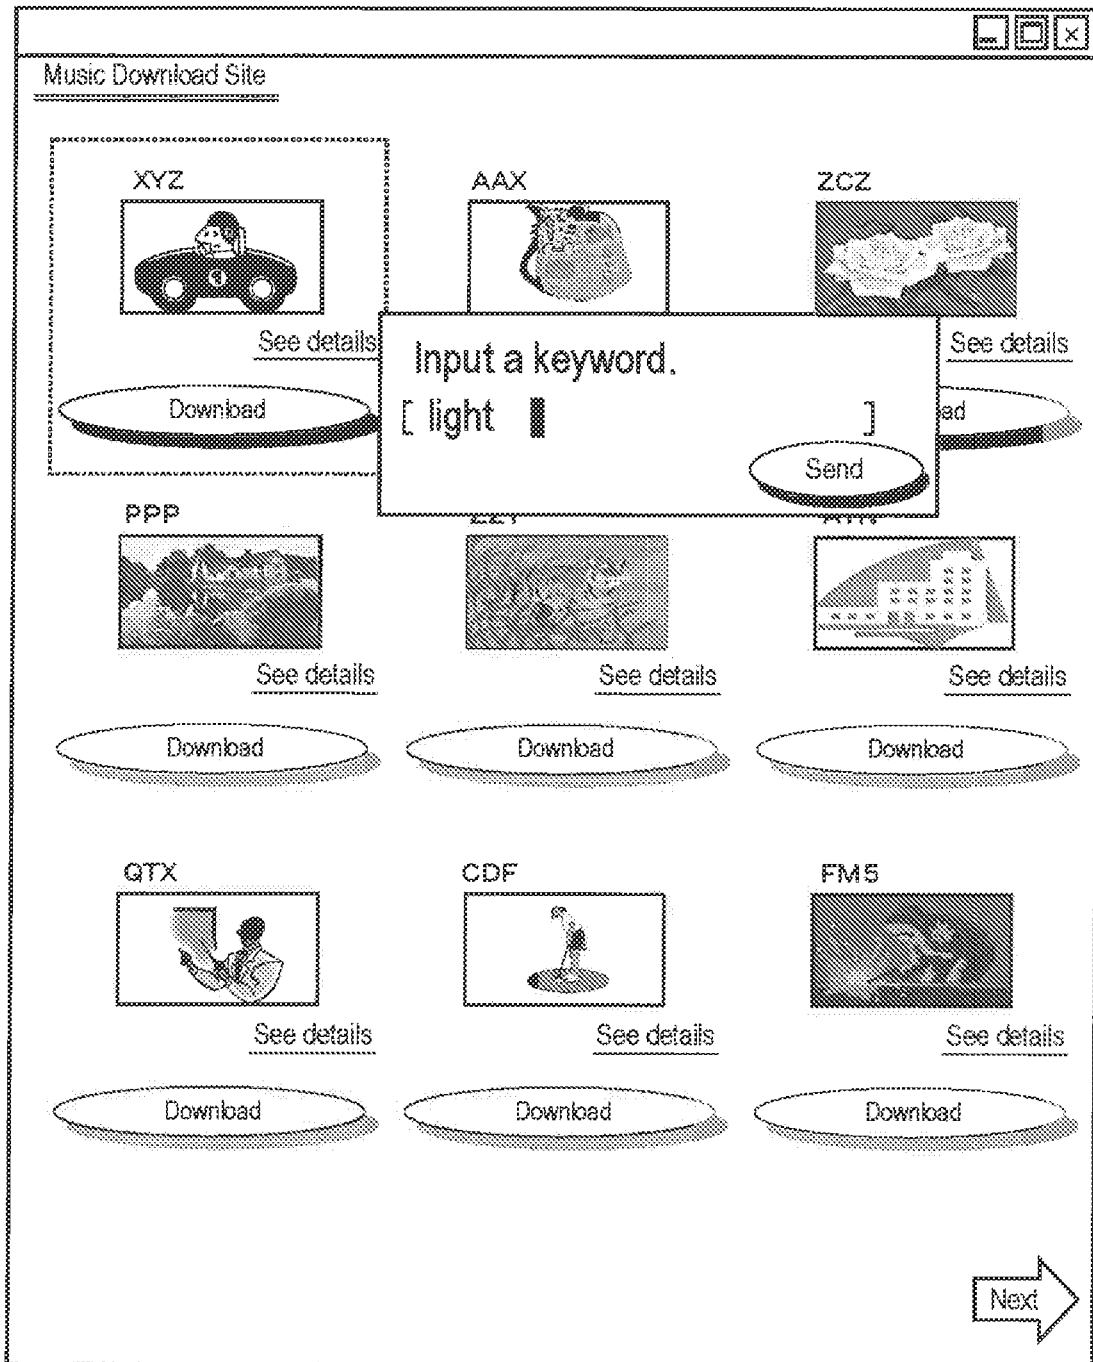 Music Download Site
XYZ AAX ZCZ
See details See details
Input a keyword.
[ light ]
Download
Send
PPP
See details See details See details
Download Download Download
QTX CDF FM5
See details See details See details
Download Download Download
Next